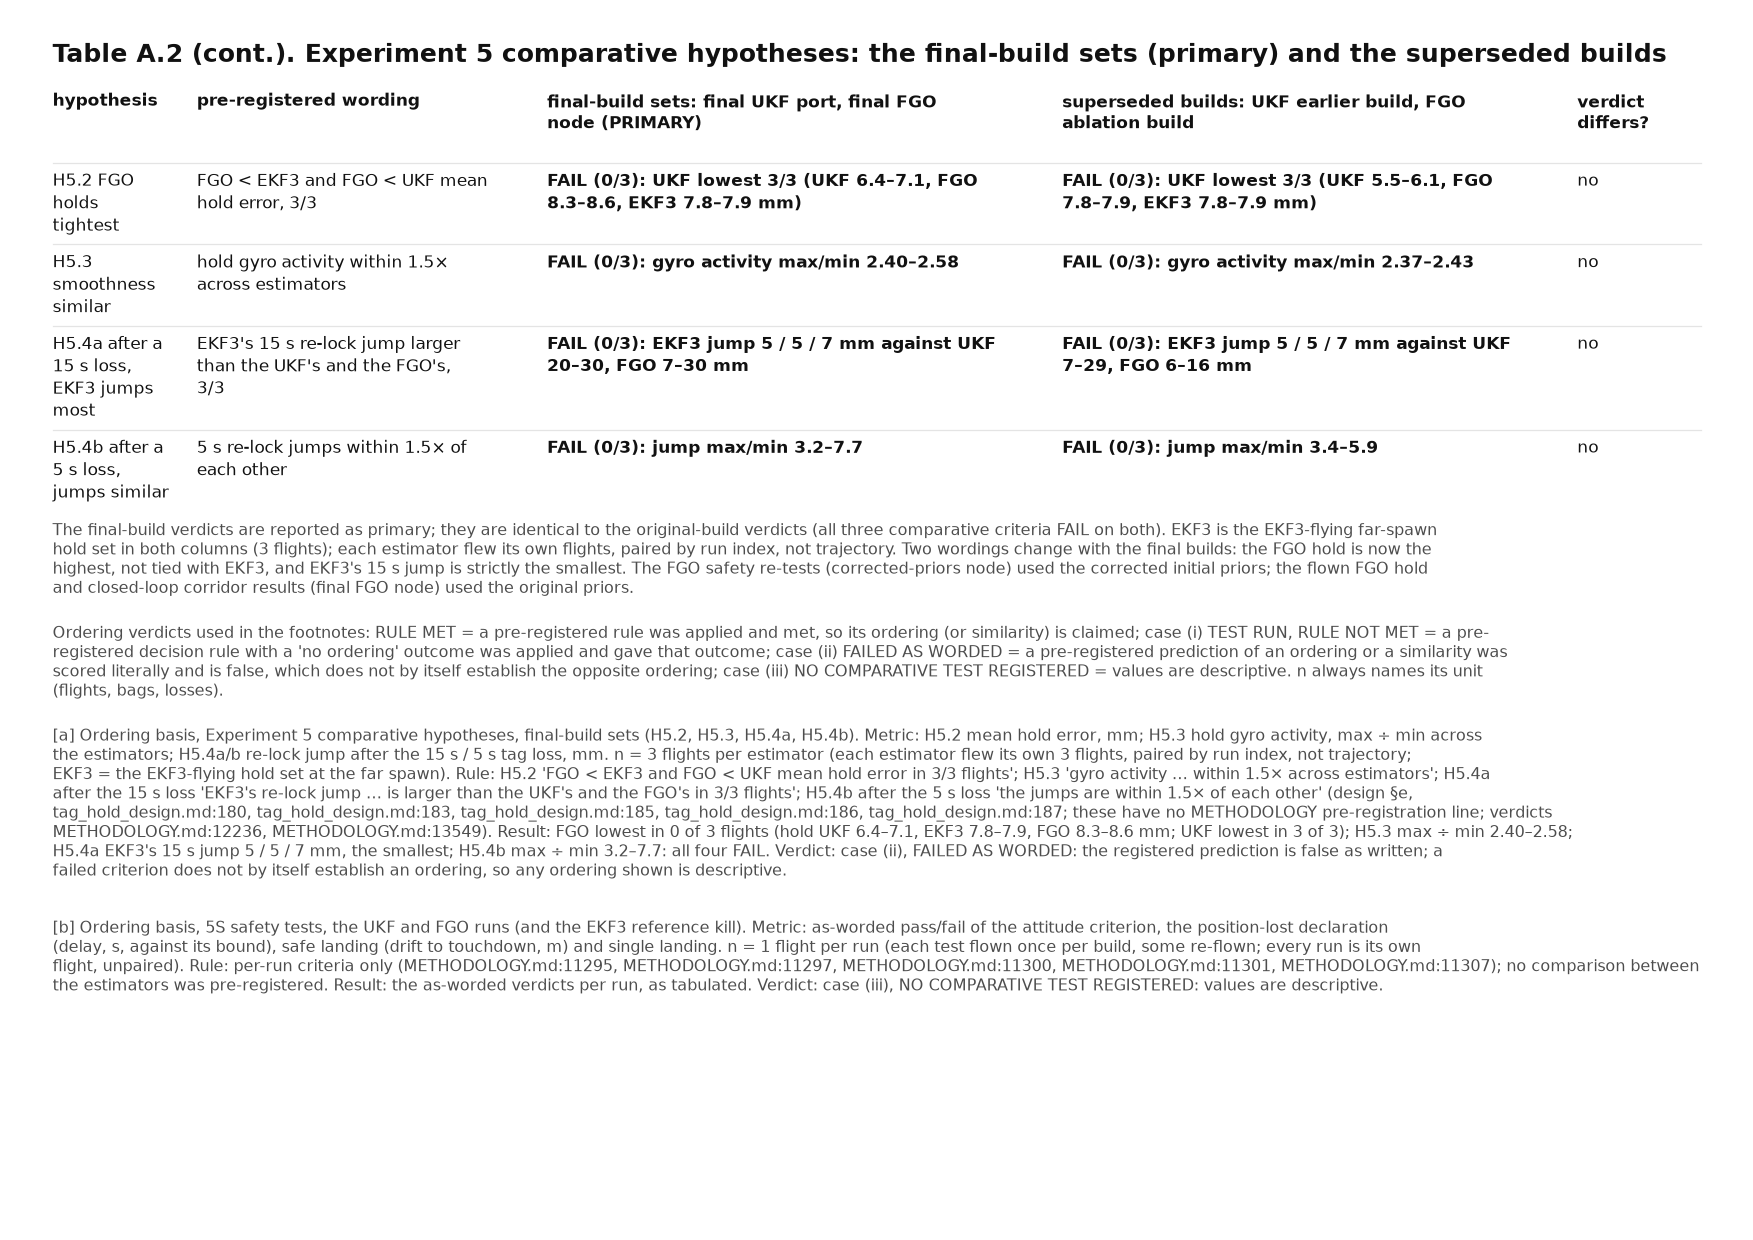 Table A.2 (cont.). Experiment 5 comparative hypotheses: the final-build sets (primary) and the superseded builds
hypothesis
pre-registered wording
final-build sets: final UKF port, final FGO
node (PRIMARY)
superseded builds: UKF earlier build, FGO
ablation build
verdict
differs?
H5.2 FGO
holds
tightest
FGO < EKF3 and FGO < UKF mean
hold error, 3/3
FAIL (0/3): UKF lowest 3/3 (UKF 6.4–7.1, FGO
8.3–8.6, EKF3 7.8–7.9 mm)
FAIL (0/3): UKF lowest 3/3 (UKF 5.5–6.1, FGO
7.8–7.9, EKF3 7.8–7.9 mm)
no
H5.3
smoothness
similar
hold gyro activity within 1.5×
across estimators
FAIL (0/3): gyro activity max/min 2.40–2.58
FAIL (0/3): gyro activity max/min 2.37–2.43
no
H5.4a after a
15 s loss,
EKF3 jumps
most
EKF3's 15 s re-lock jump larger
than the UKF's and the FGO's,
3/3
FAIL (0/3): EKF3 jump 5 / 5 / 7 mm against UKF
20–30, FGO 7–30 mm
FAIL (0/3): EKF3 jump 5 / 5 / 7 mm against UKF
7–29, FGO 6–16 mm
no
H5.4b after a
5 s loss,
jumps similar
5 s re-lock jumps within 1.5× of
each other
FAIL (0/3): jump max/min 3.2–7.7
FAIL (0/3): jump max/min 3.4–5.9
no
The final-build verdicts are reported as primary; they are identical to the original-build verdicts (all three comparative criteria FAIL on both). EKF3 is the EKF3-flying far-spawn
hold set in both columns (3 flights); each estimator flew its own flights, paired by run index, not trajectory. Two wordings change with the final builds: the FGO hold is now the
highest, not tied with EKF3, and EKF3's 15 s jump is strictly the smallest. The FGO safety re-tests (corrected-priors node) used the corrected initial priors; the flown FGO hold
and closed-loop corridor results (final FGO node) used the original priors.
Ordering verdicts used in the footnotes: RULE MET = a pre-registered rule was applied and met, so its ordering (or similarity) is claimed; case (i) TEST RUN, RULE NOT MET = a pre-
registered decision rule with a 'no ordering' outcome was applied and gave that outcome; case (ii) FAILED AS WORDED = a pre-registered prediction of an ordering or a similarity was
scored literally and is false, which does not by itself establish the opposite ordering; case (iii) NO COMPARATIVE TEST REGISTERED = values are descriptive. n always names its unit
(flights, bags, losses).
[a] Ordering basis, Experiment 5 comparative hypotheses, final-build sets (H5.2, H5.3, H5.4a, H5.4b). Metric: H5.2 mean hold error, mm; H5.3 hold gyro activity, max ÷ min across
the estimators; H5.4a/b re-lock jump after the 15 s / 5 s tag loss, mm. n = 3 flights per estimator (each estimator flew its own 3 flights, paired by run index, not trajectory;
EKF3 = the EKF3-flying hold set at the far spawn). Rule: H5.2 'FGO < EKF3 and FGO < UKF mean hold error in 3/3 flights'; H5.3 'gyro activity … within 1.5× across estimators'; H5.4a
after the 15 s loss 'EKF3's re-lock jump … is larger than the UKF's and the FGO's in 3/3 flights'; H5.4b after the 5 s loss 'the jumps are within 1.5× of each other' (design §e,
tag_hold_design.md:180, tag_hold_design.md:183, tag_hold_design.md:185, tag_hold_design.md:186, tag_hold_design.md:187; these have no METHODOLOGY pre-registration line; verdicts
METHODOLOGY.md:12236, METHODOLOGY.md:13549). Result: FGO lowest in 0 of 3 flights (hold UKF 6.4–7.1, EKF3 7.8–7.9, FGO 8.3–8.6 mm; UKF lowest in 3 of 3); H5.3 max ÷ min 2.40–2.58;
H5.4a EKF3's 15 s jump 5 / 5 / 7 mm, the smallest; H5.4b max ÷ min 3.2–7.7: all four FAIL. Verdict: case (ii), FAILED AS WORDED: the registered prediction is false as written; a
failed criterion does not by itself establish an ordering, so any ordering shown is descriptive.
[b] Ordering basis, 5S safety tests, the UKF and FGO runs (and the EKF3 reference kill). Metric: as-worded pass/fail of the attitude criterion, the position-lost declaration
(delay, s, against its bound), safe landing (drift to touchdown, m) and single landing. n = 1 flight per run (each test flown once per build, some re-flown; every run is its own
flight, unpaired). Rule: per-run criteria only (METHODOLOGY.md:11295, METHODOLOGY.md:11297, METHODOLOGY.md:11300, METHODOLOGY.md:11301, METHODOLOGY.md:11307); no comparison between
the estimators was pre-registered. Result: the as-worded verdicts per run, as tabulated. Verdict: case (iii), NO COMPARATIVE TEST REGISTERED: values are descriptive.